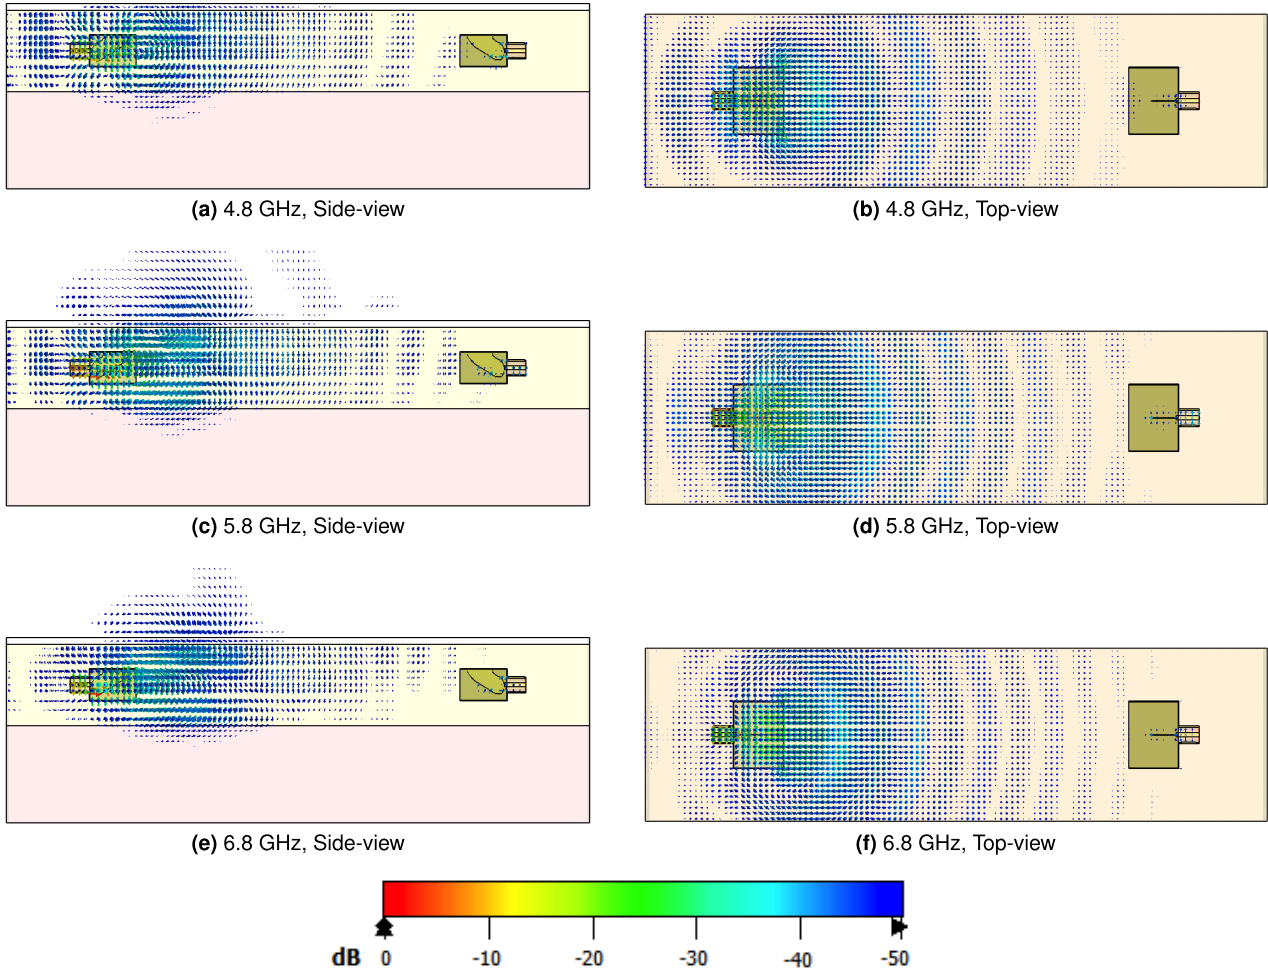 (a) 4.8 GHz, Side-view
(b) 4.8 GHz, Top-view
(c) 5.8 GHz, Side-view
(d) 5.8 GHz, Top-view
(e) 6.8 GHz, Side-view
(f) 6.8 GHz, Top-view
dB 0 -10 -20 -30 -40 -50